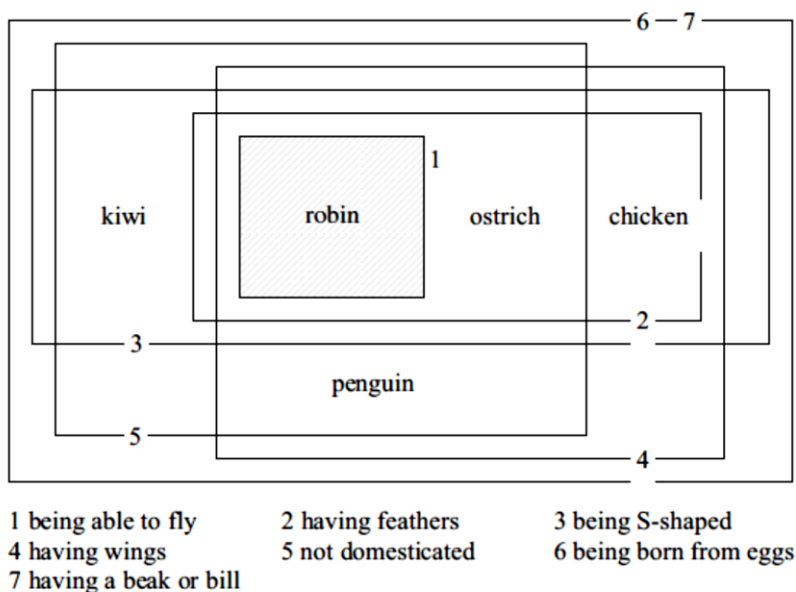 6 7
1
kiwi robin ostrich chicken
2
3
penguin
5
4
1 being able to fly 2 having feathers 3 being S-shaped
4 having wings 5 not domesticated 6 being born from eggs
7 having a beak or bill